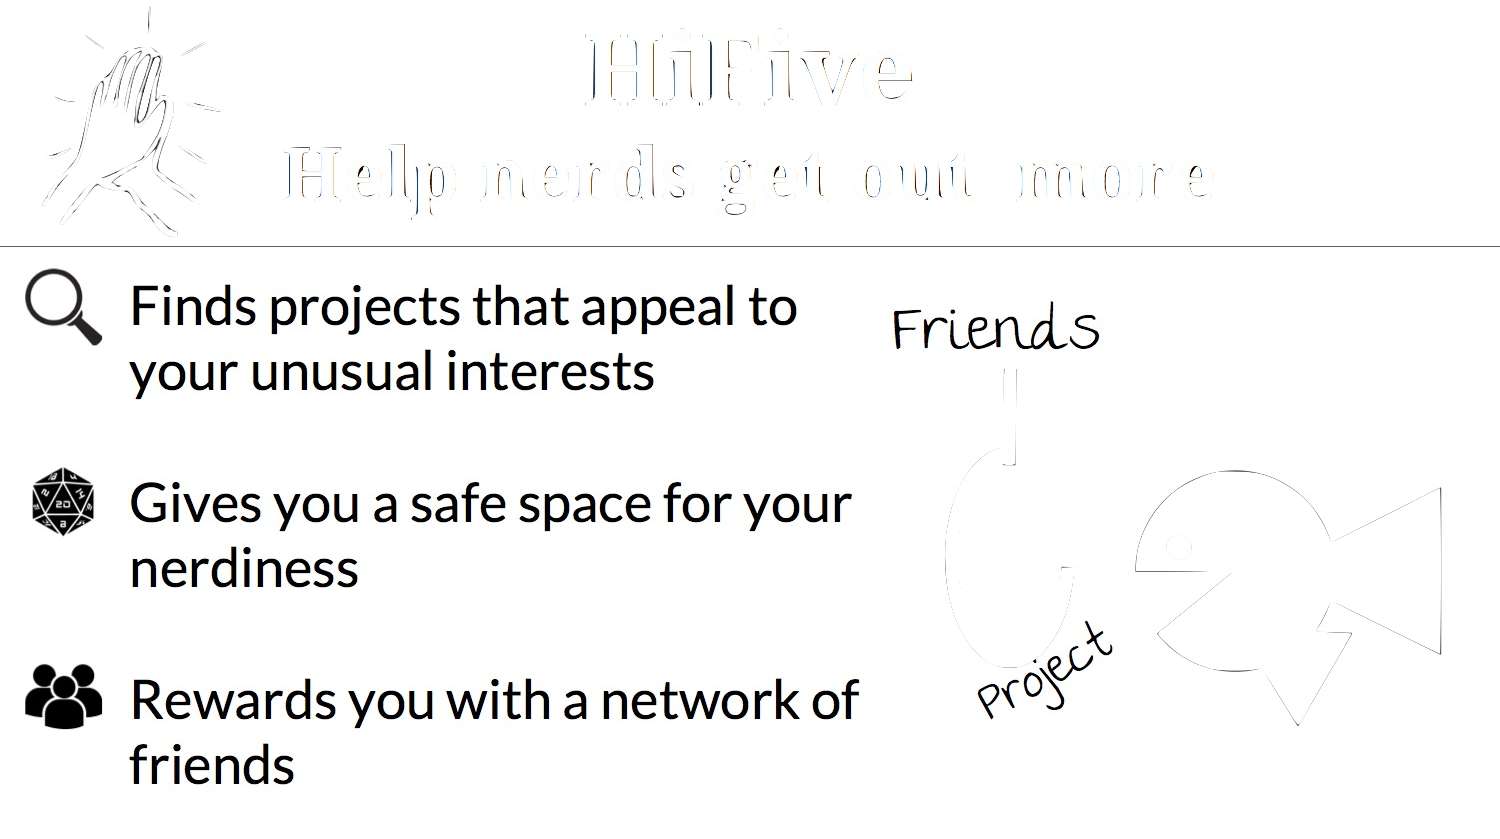 HiFive
Help nerds get out more
Finds projects that appeal to
your unusual interests
Gives you a safe space for your
nerdiness
Rewards you with a network of
friends
Friends
Project
20